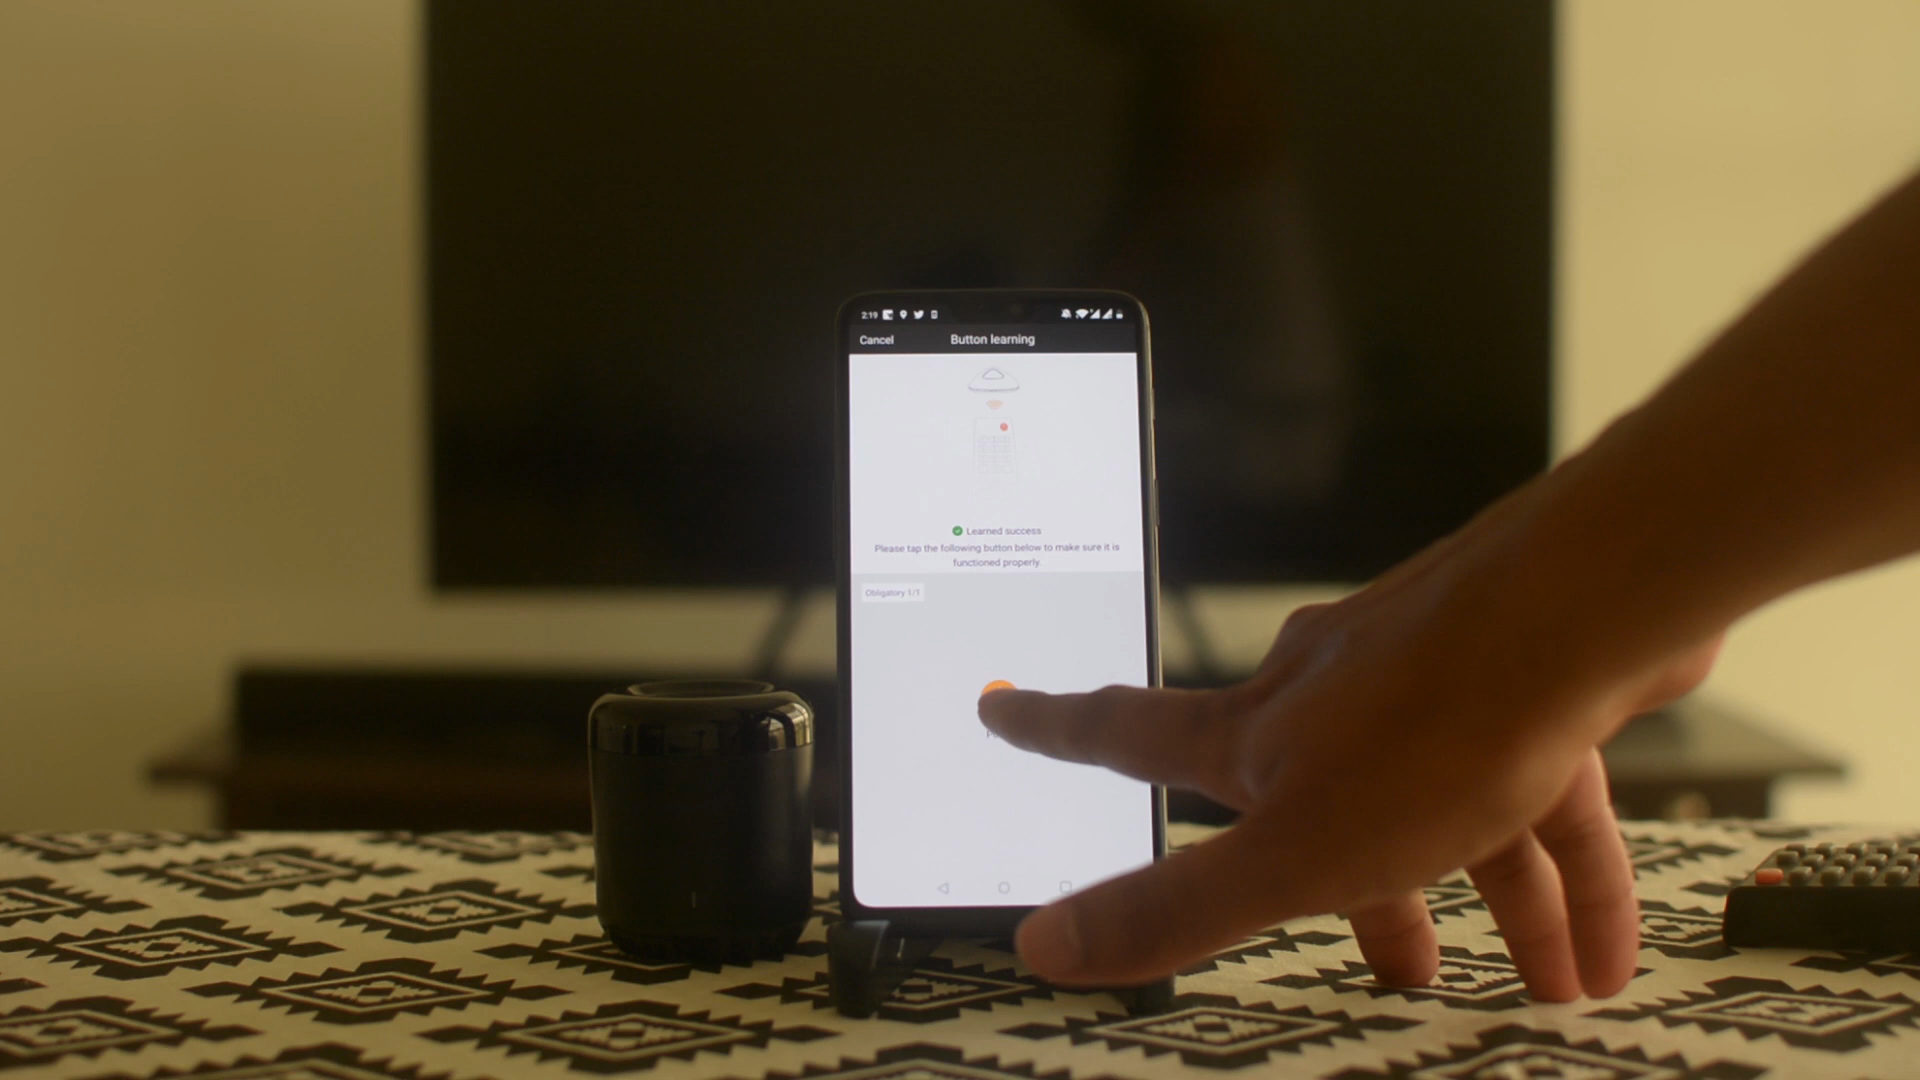 2:19
Cancel Button learning
Learned success
Please tap the following button below to make sure it is
functioned properly.
Obligatory 1/1